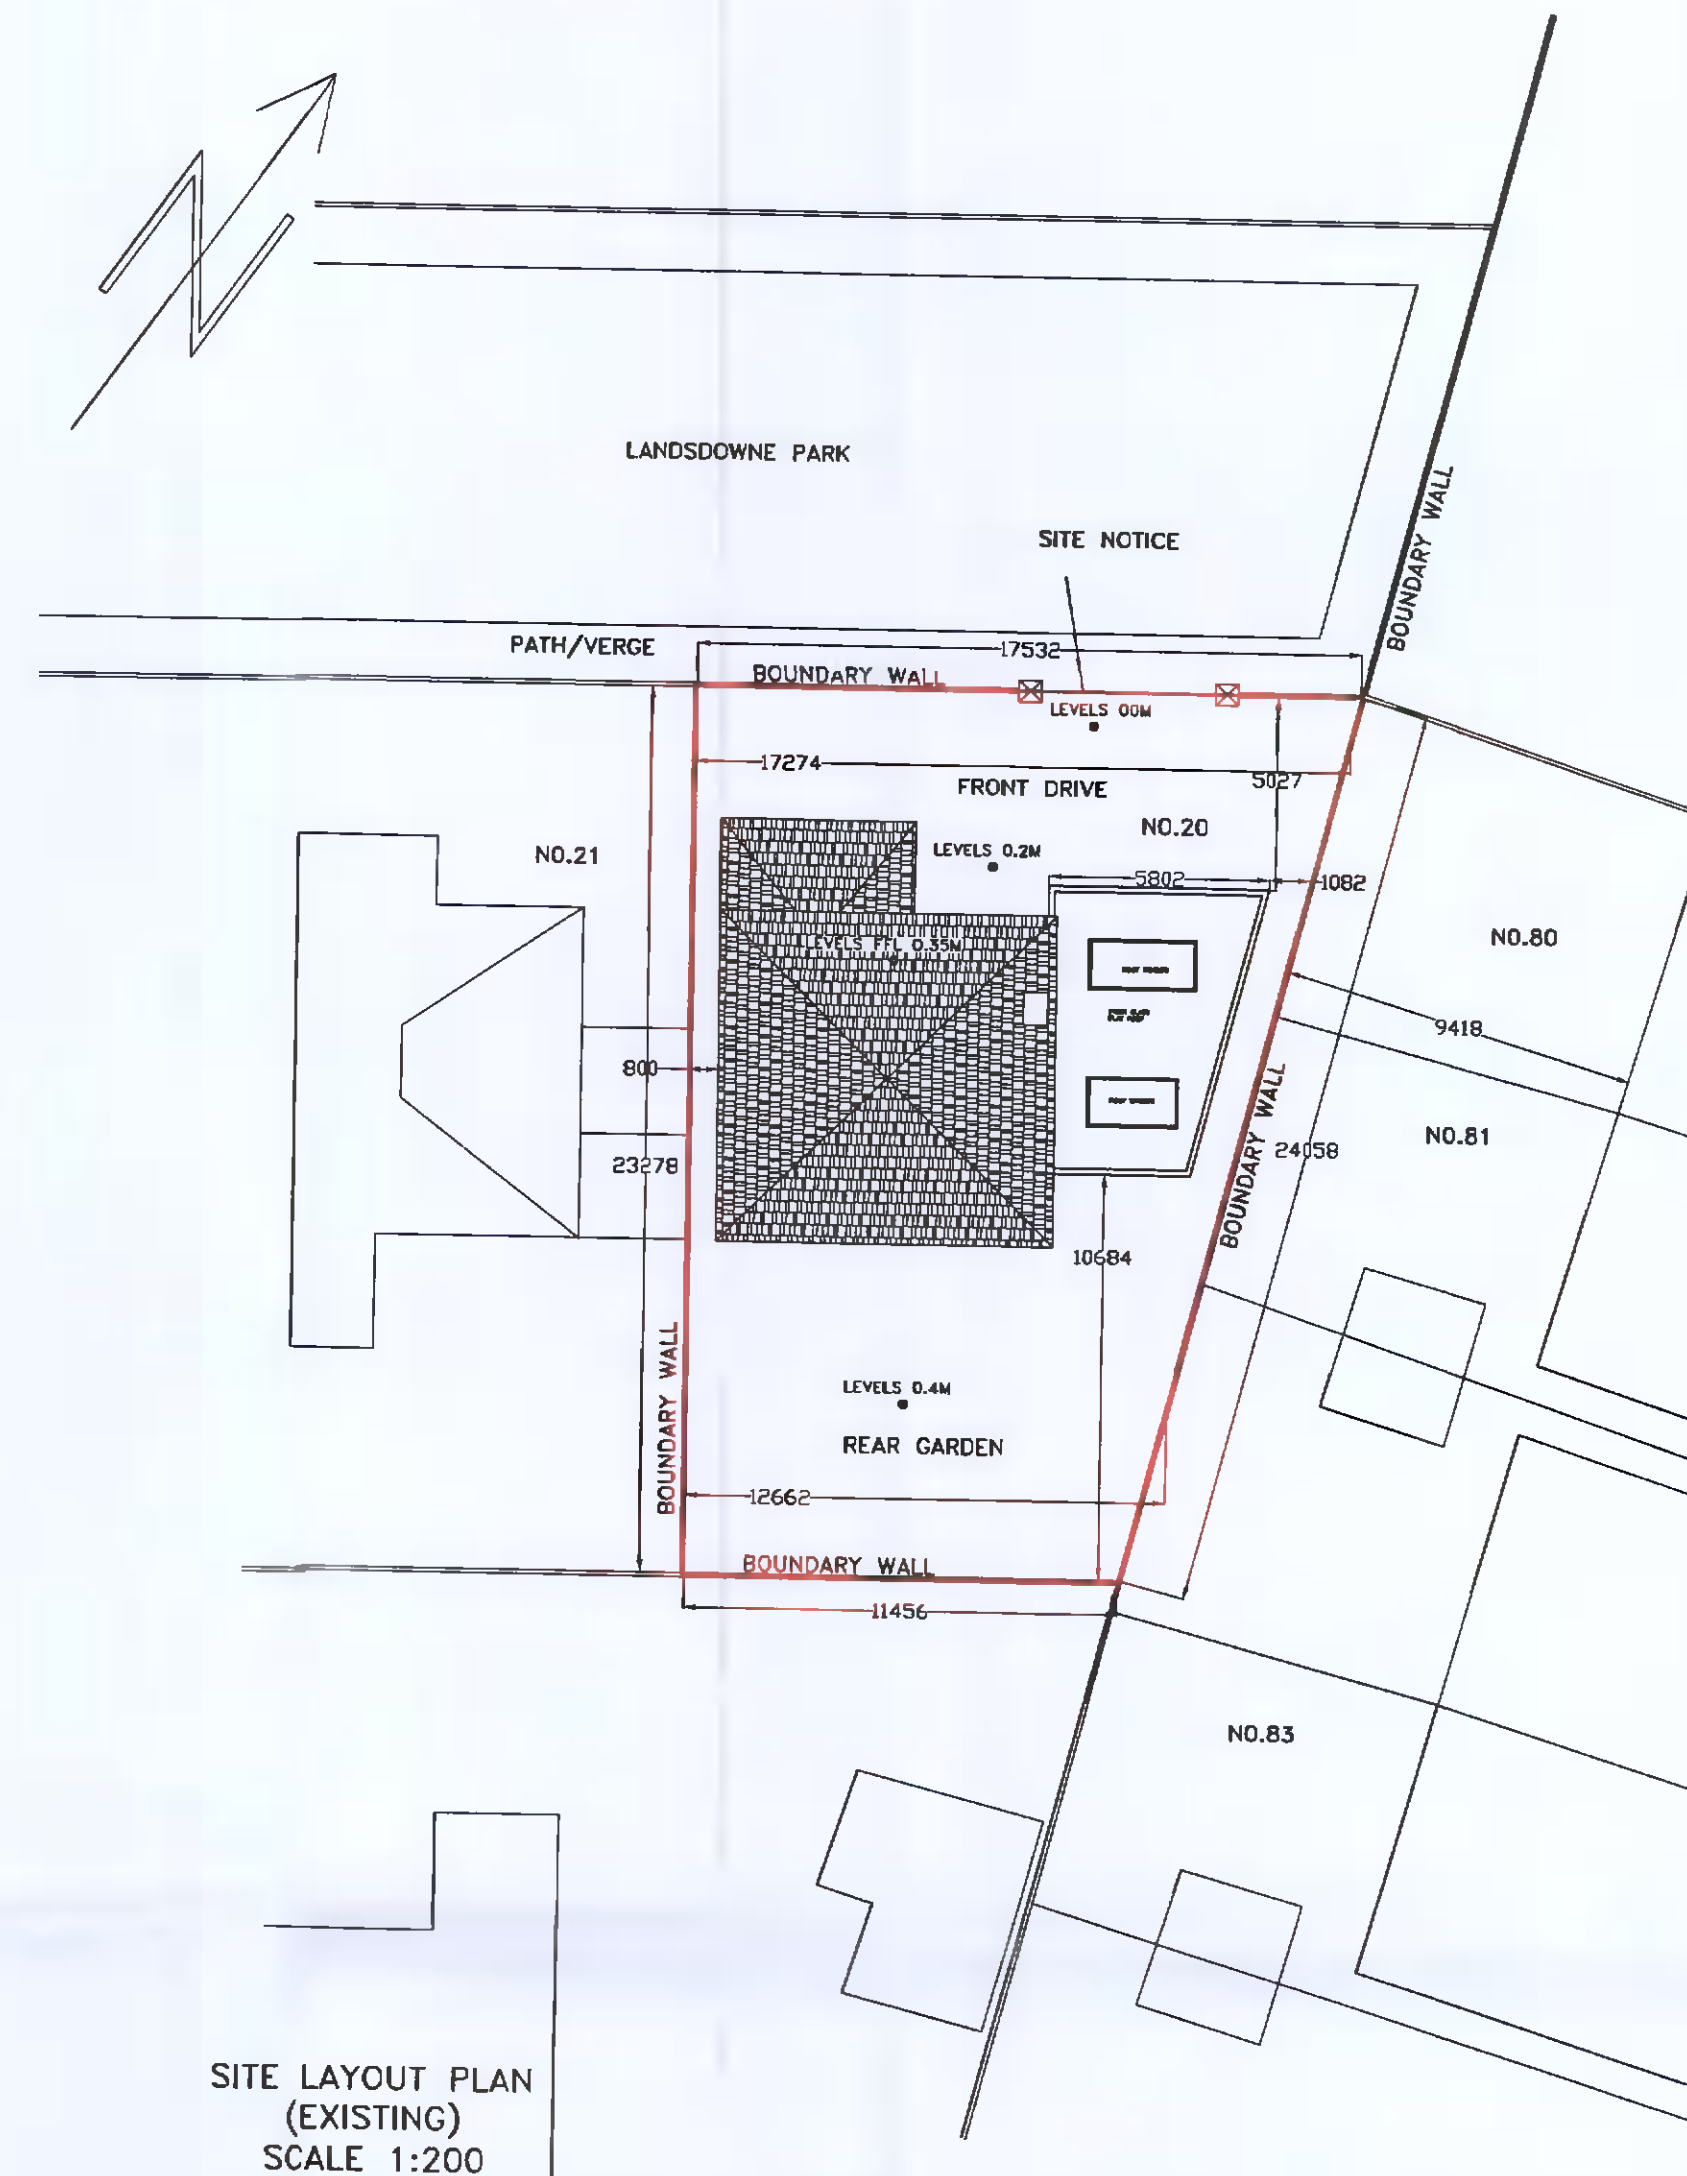 LANDSDOWNE PARK
SITE NOTICE
BOUNDARY WALL
PATH/VERGE
17532
BOUNDARY WALL
LEVELS 00M
17274
5027
FRONT DRIVE
NO.20
NO.21
LEVELS 0.2M
5802
1082
LEVELS FFL 0.35M
NO.80
9418
800
NO.81
24058
23278
BOUNDARY WALL
10684
LEVELS 0.4M
BOUNDARY WALL
REAR GARDEN
12662
BOUNDARY WALL
11456
NO.83
SITE LAYOUT PLAN
(EXISTING)
SCALE 1:200